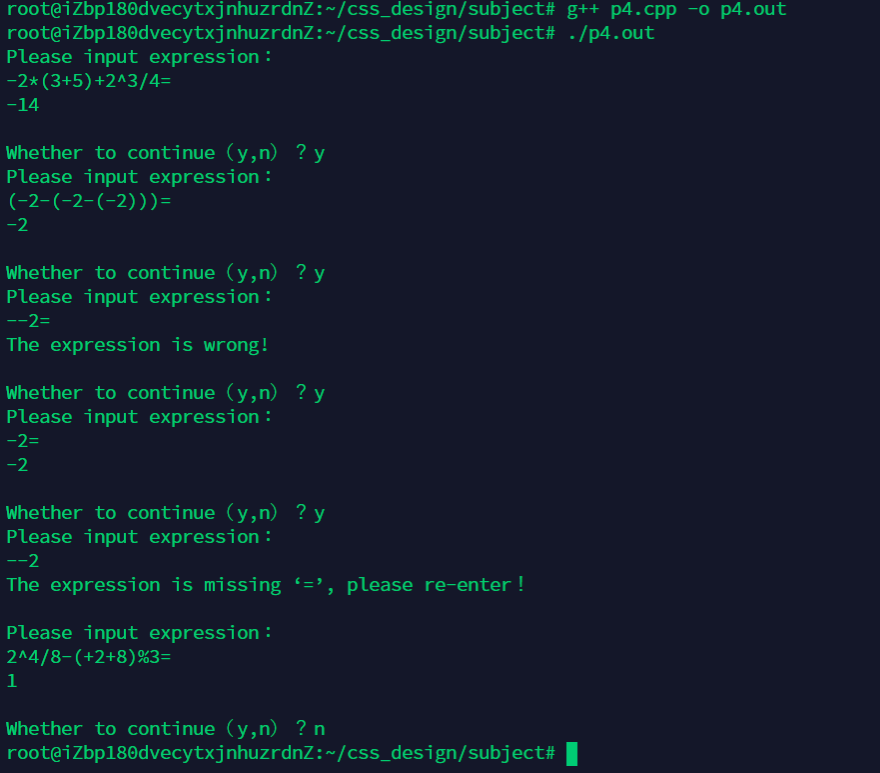 root@iZbp180dvecytxjnhuzrdnZ:~/css_design/subject# g++ p4.cpp -o p4.out
root@iZbp180dvecytxjnhuzrdnZ:~/css_design/subject# ./p4.out
Please input expression：
-2*(3+5)+2^3/4=
-14
Whether to continue（y,n）？y
Please input expression：
(-2-(-2-(-2)))=
-2
Whether to continue（y,n）？y
Please input expression：
--2=
The expression is wrong!
Whether to continue（y,n）？y
Please input expression：
-2=
-2
Whether to continue（y,n）？y
Please input expression：
--2
The expression is missing ‘=’, please re-enter！
Please input expression：
2^4/8-(+2+8)%3=
1
Whether to continue（y,n）？n
root@iZbp180dvecytxjnhuzrdnZ:~/css_design/subject#